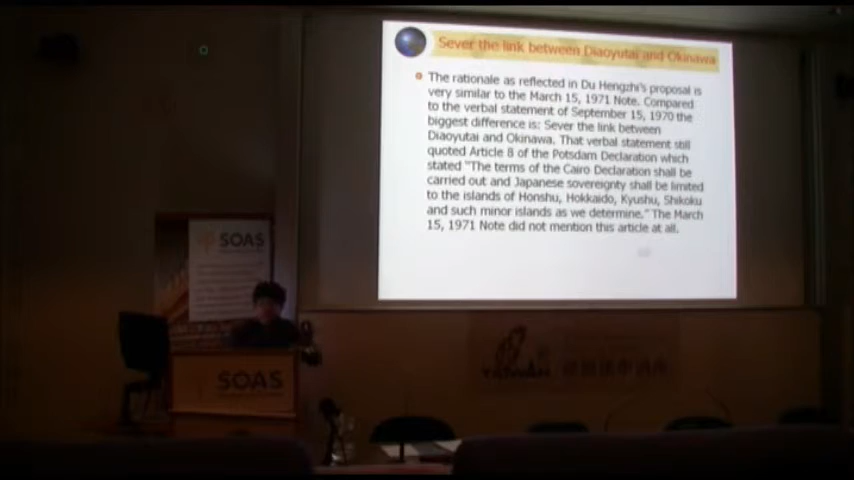 Sever the link between Diaoyutai and Okinawa
The rationale as reflected in Du Hengzhi's proposal is
very similar to the March 15, 1971 Note. Compared
to the verbal statement of September 15, 1970 the
biggest difference is: Sever the link between
Diaoyutai and Okinawa. That verbal statement still
quoted Article 8 of the Potsdam Declaration which
stated "The terms of the Cairo Declaration shall be
carried out and Japanese sovereignty shall be limited
to the islands of Honshu, Hokkaido, Kyushu, Shikoku
and such minor islands as we determine." The March
15, 1971 Note did not mention this article at all.
SOAS
SOAS
TAIWAN